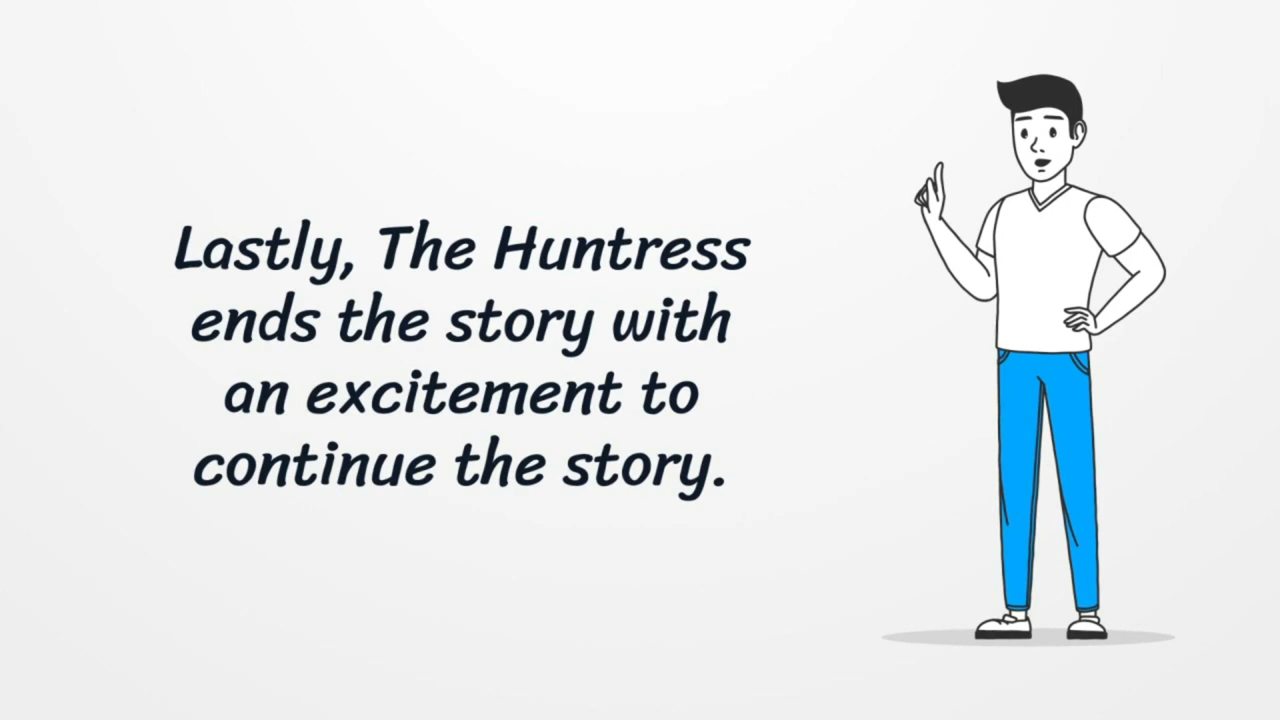 Lastly, The Huntress
ends the story with
an excitement to
continue the story.